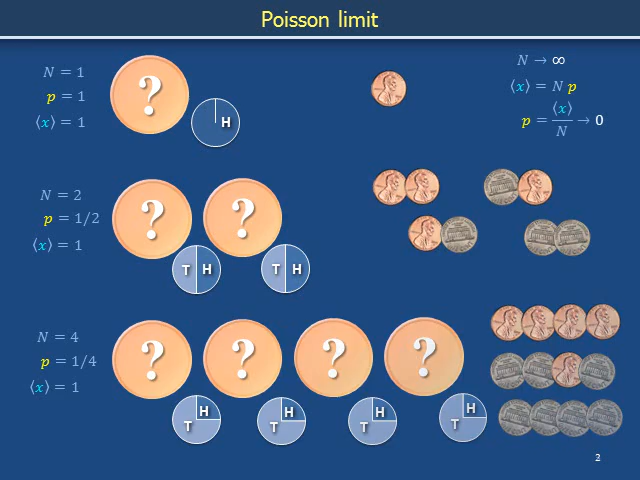 Poisson limit
N = 1
p = 1
⟨x⟩ = 1
?
H
N → ∞
⟨x⟩ = N p
p = ⟨x⟩/N → 0
N = 2
p = 1/2
⟨x⟩ = 1
? ?
T H T H
N = 4
p = 1/4
⟨x⟩ = 1
? ? ? ?
T H T H T H T H
2